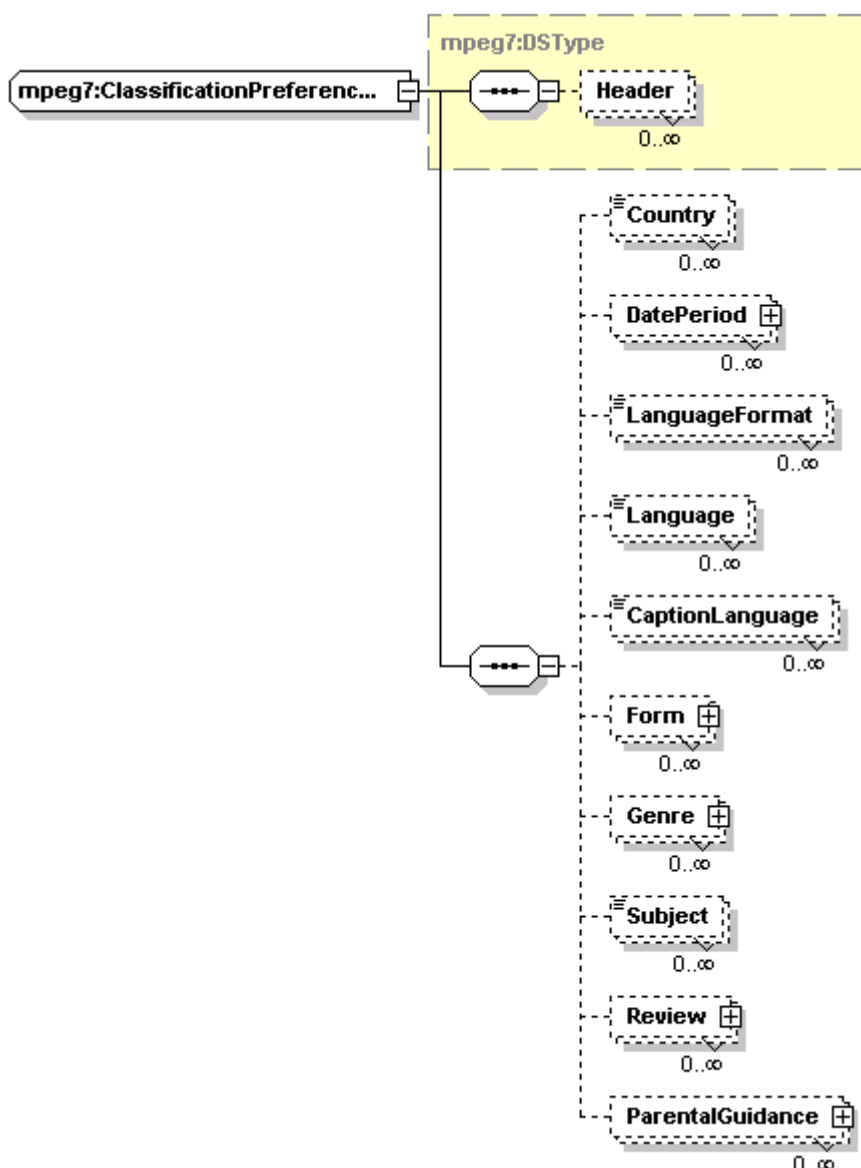 mpeg7:DSType
mpeg7:ClassificationPreferenc...
Header
0..∞
Country
0..∞
DatePeriod
0..∞
LanguageFormat
0..∞
Language
0..∞
CaptionLanguage
0..∞
Form
0..∞
Genre
0..∞
Subject
0..∞
Review
0..∞
ParentalGuidance
0..∞